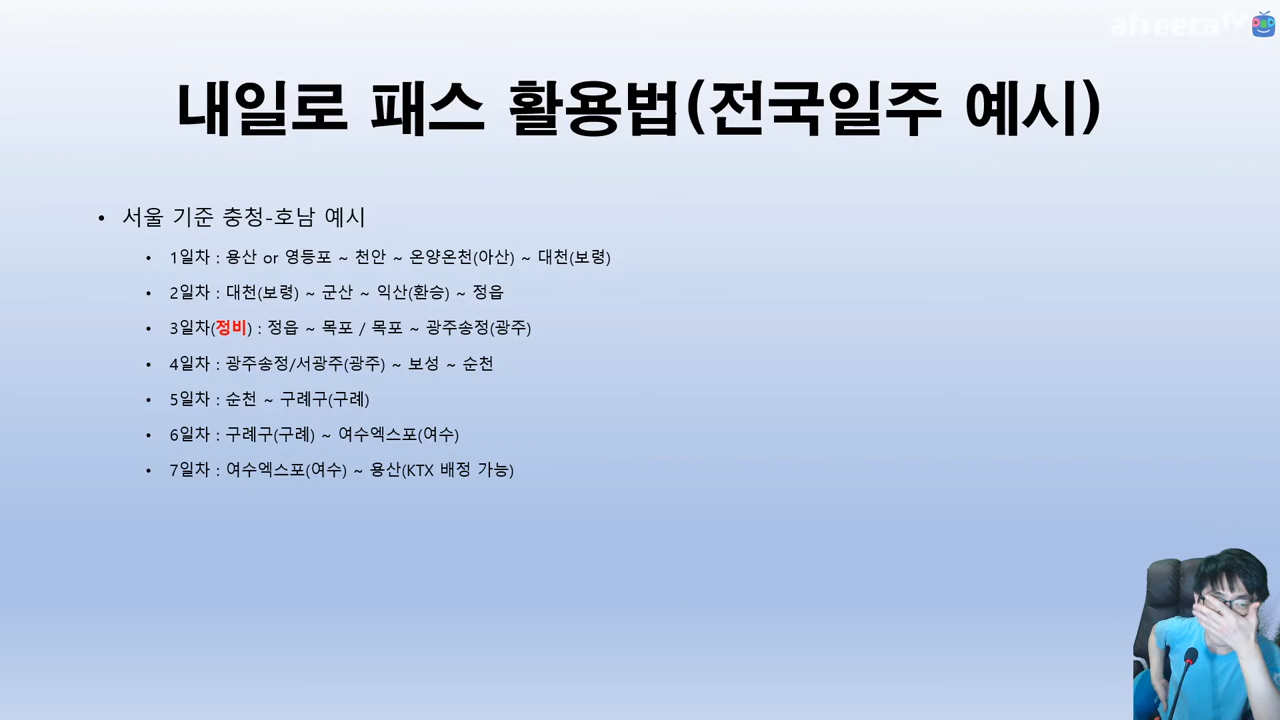 afreecaTV
내일로 패스 활용법(전국일주 예시)
• 서울 기준 충청-호남 예시
• 1일차 : 용산 or 영등포 ~ 천안 ~ 온양온천(아산) ~ 대천(보령)
• 2일차 : 대천(보령) ~ 군산 ~ 익산(환승) ~ 정읍
• 3일차(정비) : 정읍 ~ 목포 / 목포 ~ 광주송정(광주)
• 4일차 : 광주송정/서광주(광주) ~ 보성 ~ 순천
• 5일차 : 순천 ~ 구례구(구례)
• 6일차 : 구례구(구례) ~ 여수엑스포(여수)
• 7일차 : 여수엑스포(여수) ~ 용산(KTX 배정 가능)